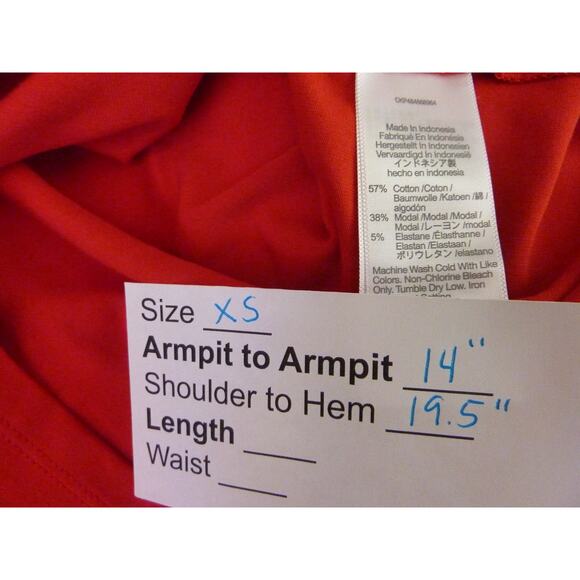 Made in Indonesia
Fabriqué En Indonesien
Hergestellt In Indonesien
Vervaardigd In Indonesië
インドネシア製
hecho en indonesia
57% Cotton /Coton/
Baumwolle /Katoen /綿/
algodón
38% Modal /Modal /Modal /
Modal /レーヨン /modal
5% Elastane /Élasthanne /
Elastan /Elastaan /
ポリウレタン /elastano
Machine Wash Cold With Like
Colors. Non-Chlorine Bleach
Only. Tumble Dry Low. Iron
Size XS
Armpit to Armpit 14"
Shoulder to Hem 19.5"
Length
Waist